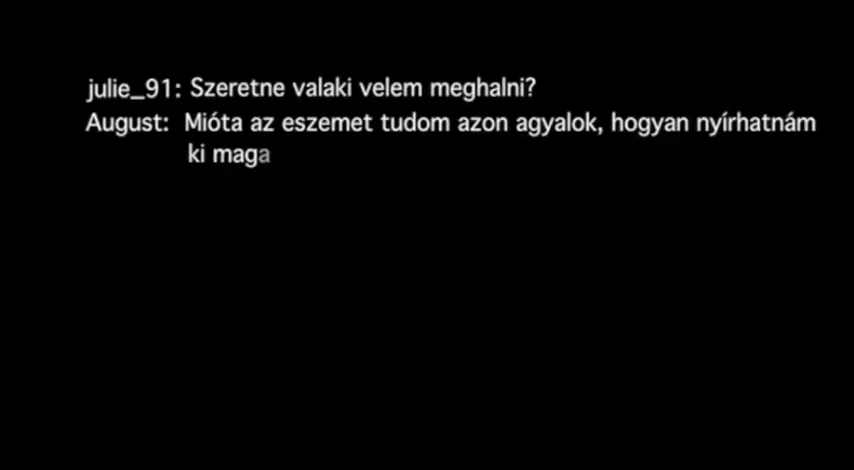 julie_91: Szeretne valaki velem meghalni?
August: Mióta az eszemet tudom azon agyalok, hogyan nyírhatnám
ki maga